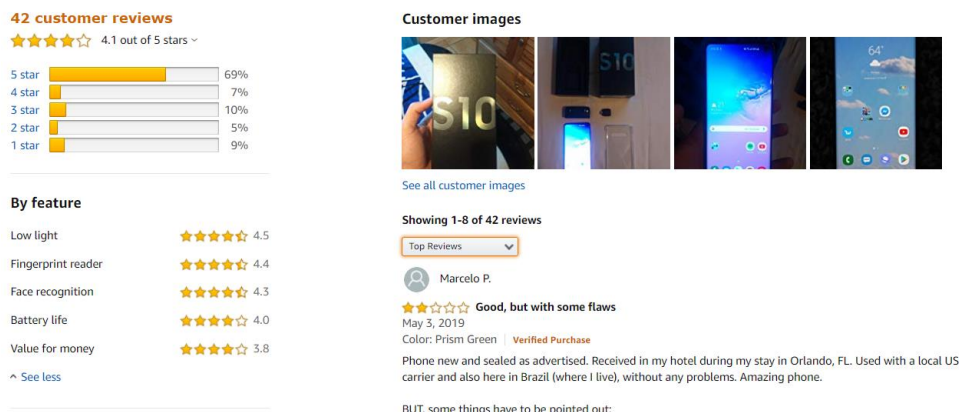 42 customer reviews
4.1 out of 5 stars
5 star 69%
4 star 7%
3 star 10%
2 star 5%
1 star 9%
By feature
Low light 4.5
Fingerprint reader 4.4
Face recognition 4.3
Battery life 4.0
Value for money 3.8
See less
Customer images
S10
S10
64°
See all customer images
Showing 1-8 of 42 reviews
Top Reviews
Marcelo P.
Good, but with some flaws
May 3, 2019
Color: Prism Green | Verified Purchase
Phone new and sealed as advertised. Received in my hotel during my stay in Orlando, FL. Used with a local US
carrier and also here in Brazil (where I live), without any problems. Amazing phone.
BUT, some things have to be pointed out: